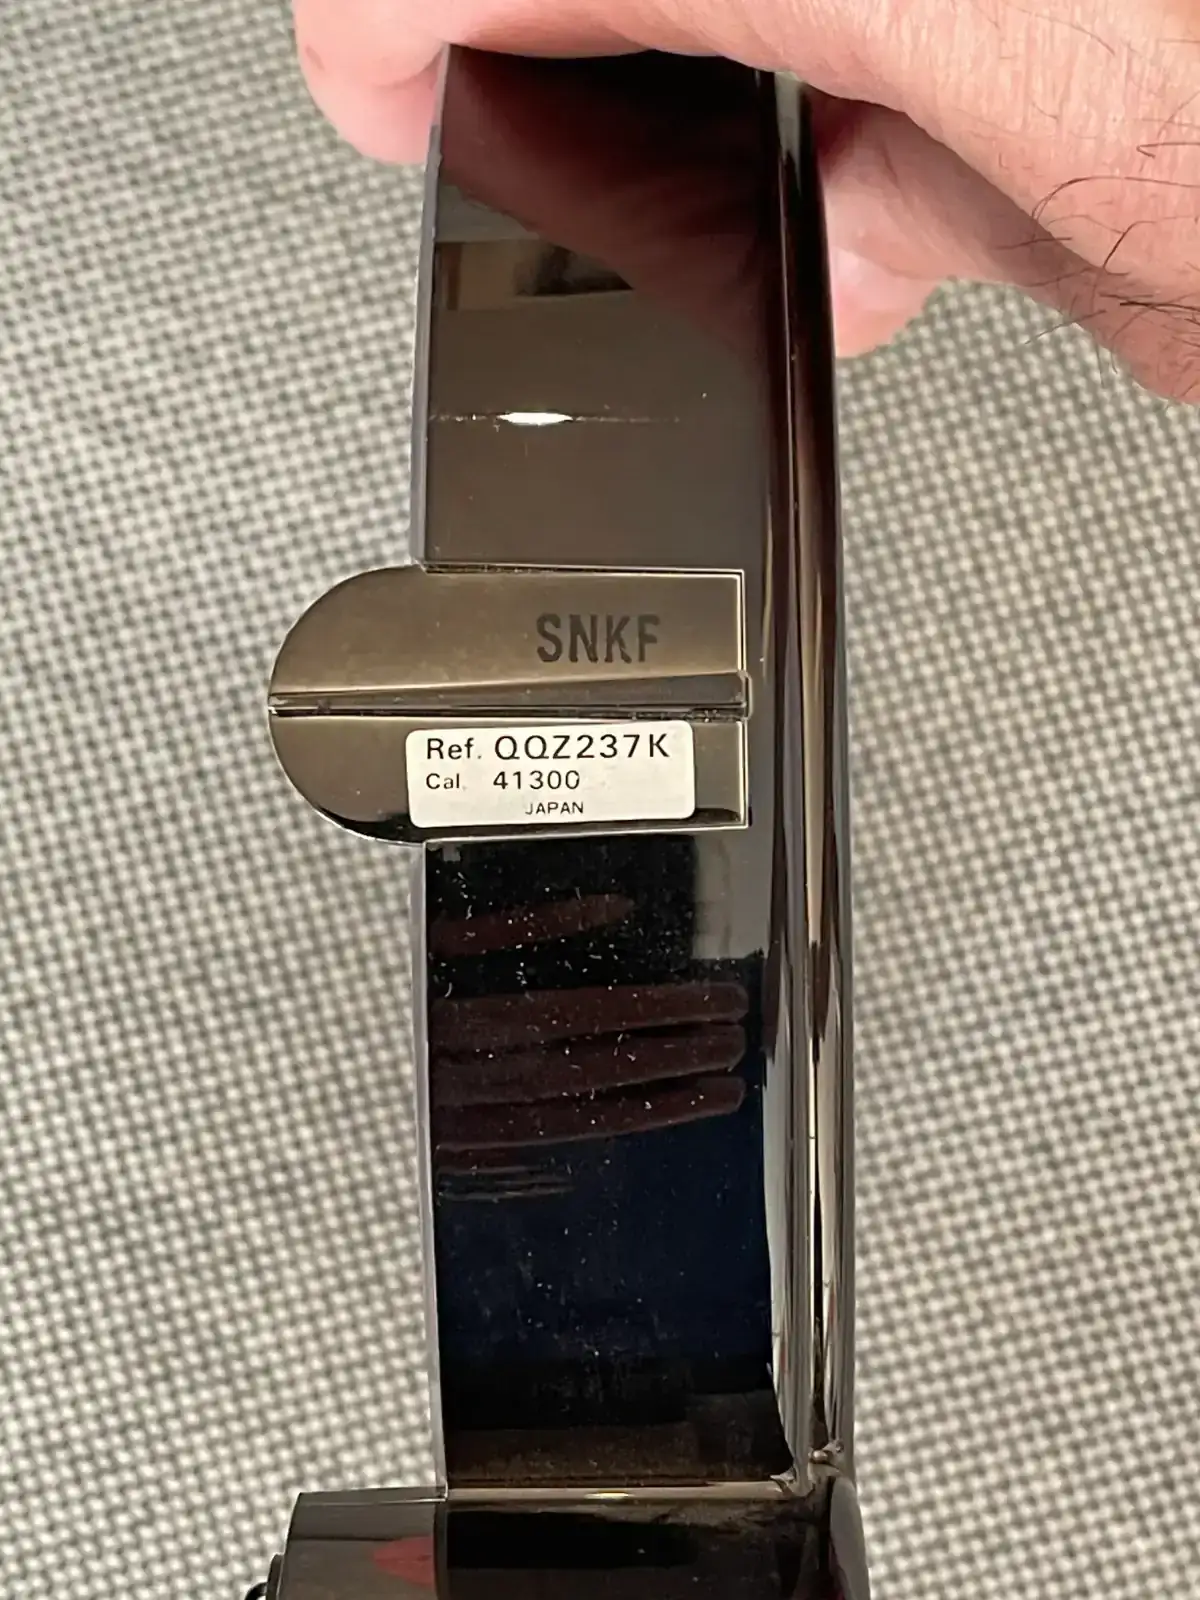 SNKF
Ref. QQZ237K
Cal. 41300
JAPAN